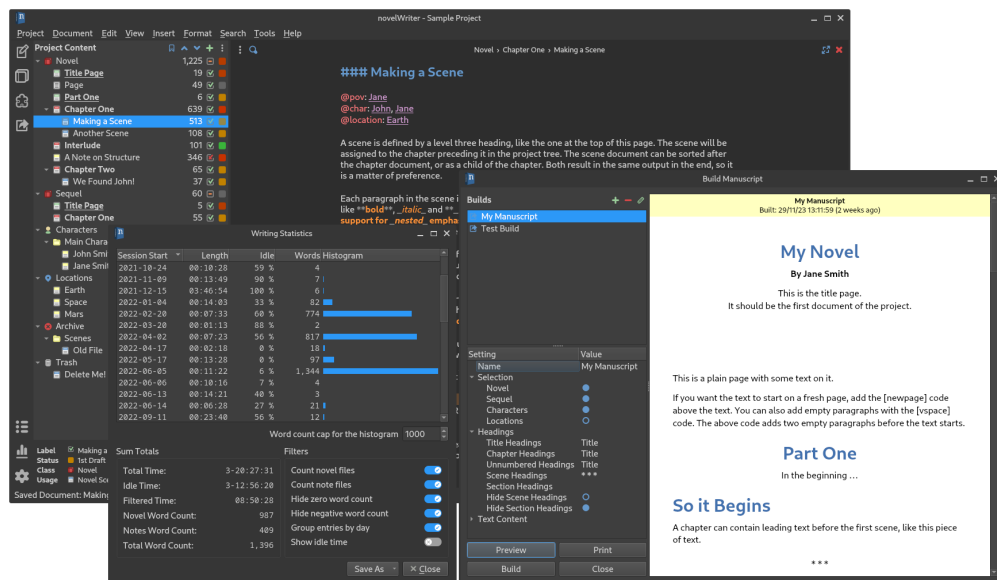 novelWriter - Sample Project
Project Document Edit View Insert Format Search Tools Help
Project Content
Novel 1,225
Title Page 19
Page 49
Part One 6
Chapter One 639
Making a Scene 513
Another Scene 108
Interlude 101
A Note on Structure 346
Chapter Two 65
We Found John! 37
Sequel 60
Title Page 5
Chapter One 55
Characters
Main Chara
John Smi
Jane Smit
Locations
Earth
Space
Mars
Archive
Scenes
Old File
Trash
Delete Me!
Label Making a
Status 1st Draft
Class Novel
Usage Novel Sce
Saved Document: Making
Novel › Chapter One › Making a Scene
### Making a Scene
@pov: Jane
@char: John, Jane
@location: Earth
A scene is defined by a level three heading, like the one at the top of this page. The scene will be
assigned to the chapter preceding it in the project tree. The scene document can be sorted after
the chapter document, or as a child of the chapter. Both result in the same output in the end, so it
is a matter of preference.
Each paragraph in the scene i
like **bold**, _italic_ and **_
support for _nested_ empha
Writing Statistics
Session Start Length Idle Words Histogram
2021-10-24 00:10:28 59 % 4
2021-11-09 00:13:49 90 % 7
2021-12-15 03:46:54 100 % 6
2022-01-04 00:14:03 33 % 82
2022-02-20 00:07:33 60 % 774
2022-03-20 00:01:13 88 % 2
2022-04-02 00:07:23 56 % 817
2022-04-17 00:02:18 0 % 18
2022-05-17 00:13:28 0 % 97
2022-06-05 00:11:22 6 % 1,344
2022-06-06 00:10:16 7 % 4
2022-06-13 00:14:21 40 % 3
2022-06-14 00:06:28 27 % 21
2022-09-11 00:23:40 56 % 12
Word count cap for the histogram 1000
Sum Totals
Total Time: 3-20:27:31
Idle Time: 3-12:56:20
Filtered Time: 08:50:28
Novel Word Count: 987
Notes Word Count: 409
Total Word Count: 1,396
Filters
Count novel files
Count note files
Hide zero word count
Hide negative word count
Group entries by day
Show idle time
Save As Close
Build Manuscript
Builds
My Manuscript
Test Build
Setting Value
Name My Manuscript
Selection
Novel
Sequel
Characters
Locations
Headings
Title Headings Title
Chapter Headings Title
Unnumbered Headings Title
Scene Headings * * *
Section Headings
Hide Scene Headings
Hide Section Headings
Text Content
Preview Print
Build Close
My Manuscript
Built: 29/11/23 13:11:59 (2 weeks ago)
My Novel
By Jane Smith
This is the title page.
It should be the first document of the project.
This is a plain page with some text on it.
If you want the text to start on a fresh page, add the [newpage] code
above the text. You can also add empty paragraphs with the [vspace]
code. The above code adds two empty paragraphs before the text starts.
Part One
In the beginning …
So it Begins
A chapter can contain leading text before the first scene, like this piece
of text.
* * *